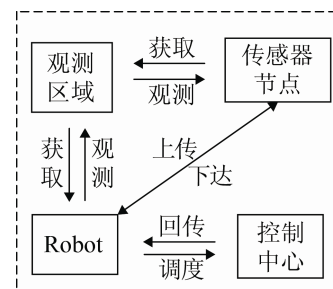 观测
区域
获取
观测
传感器
节点
获取
观测
上传
下达
Robot
回传
调度
控制
中心